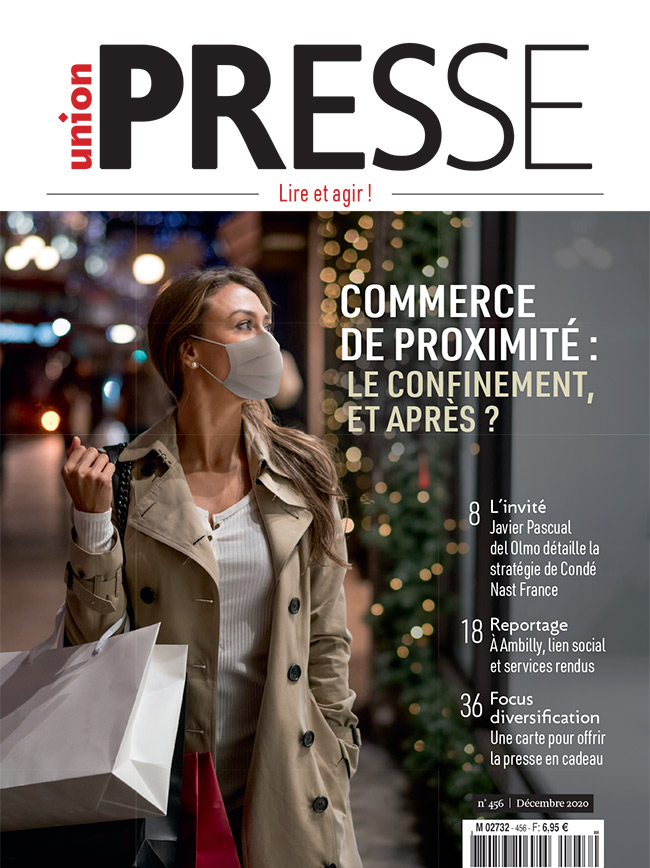 union
PRESSE
Lire et agir !
COMMERCE
DE PROXIMITÉ :
LE CONFINEMENT,
ET APRÈS ?
8 L'invité
Javier Pascual
del Olmo détaille la
stratégie de Condé
Nast France
18 Reportage
À Ambilly, lien social
et services rendus
36 Focus
diversification
Une carte pour offrir
la presse en cadeau
n° 456 | Décembre 2020
M 02732 - 456 - F: 6,95 €